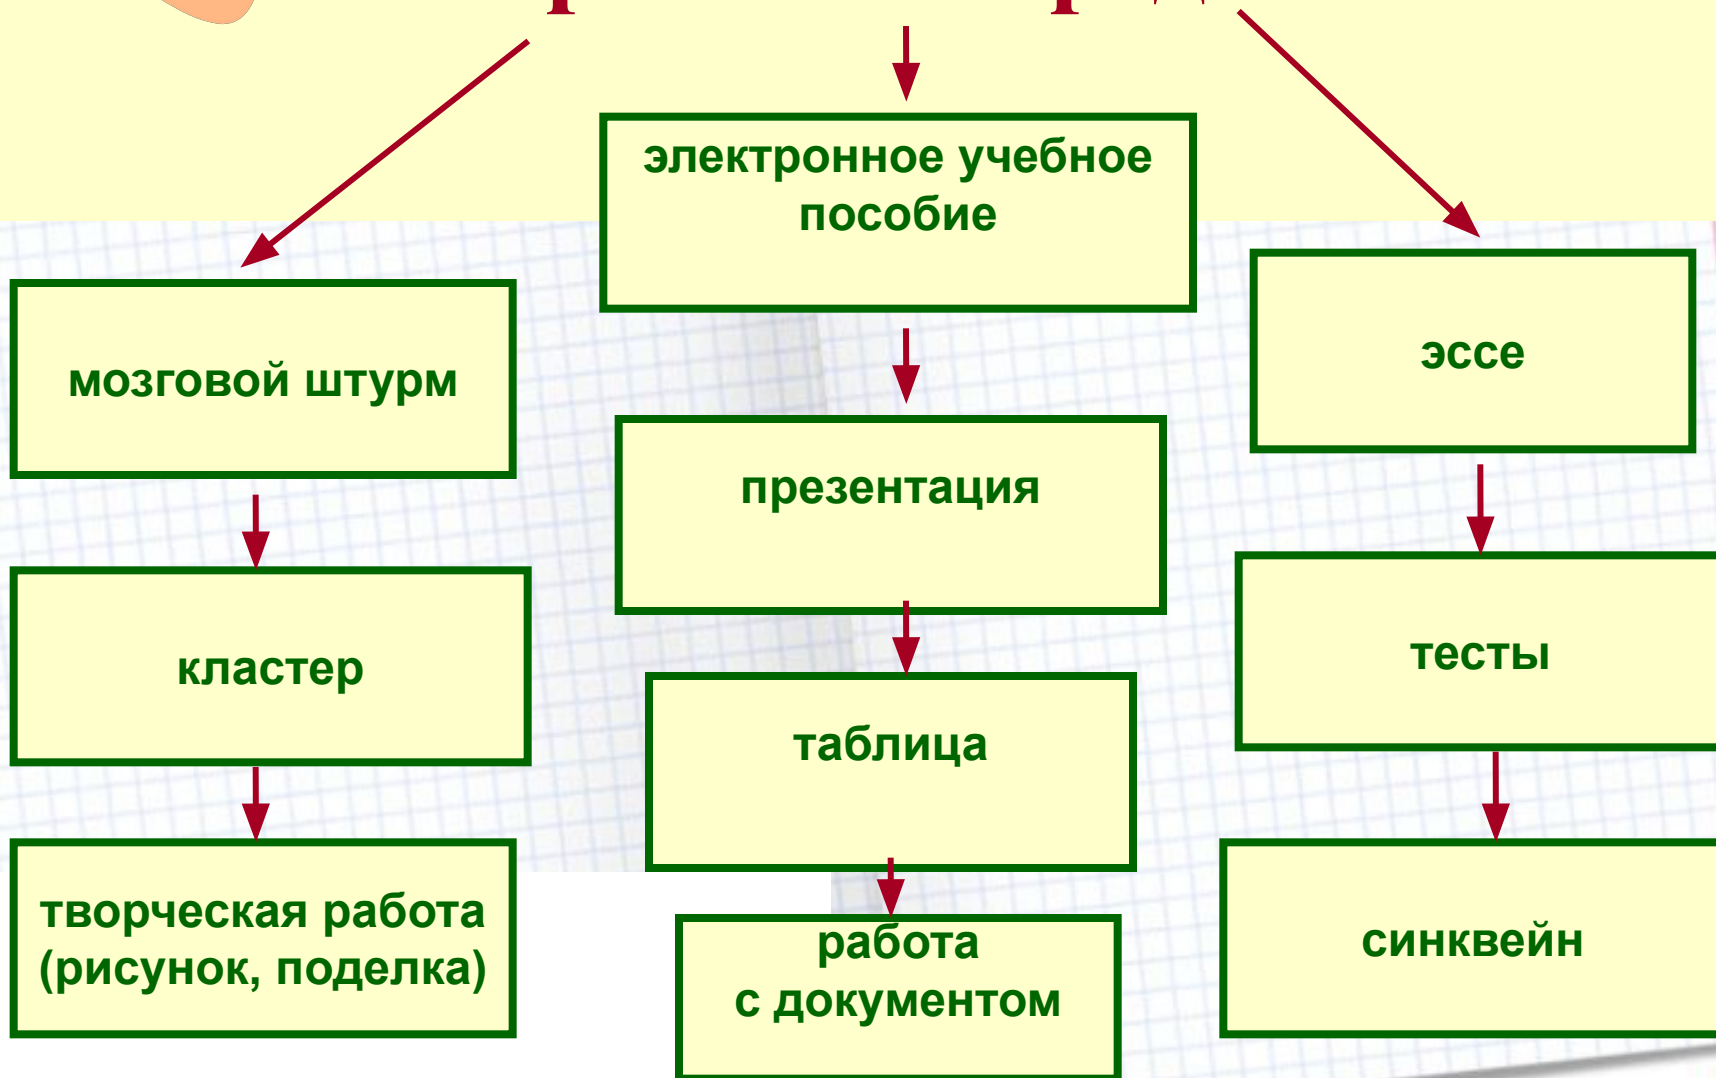 электронное учебное
пособие
мозговой штурм
эссе
презентация
кластер
тесты
таблица
творческая работа
(рисунок, поделка)
работа
с документом
синквейн